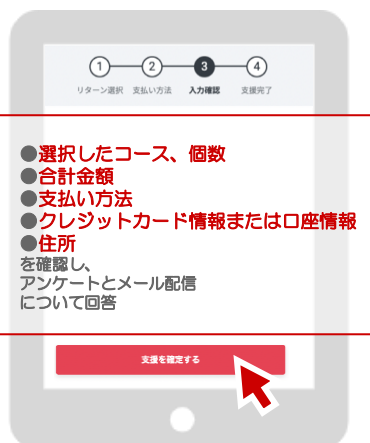 1 2 3 4
リターン選択 支払い方法 入力確認 支援完了
●選択したコース、個数
●合計金額
●支払い方法
●クレジットカード情報または口座情報
●住所
を確認し、
アンケートとメール配信
について回答
支援を確定する